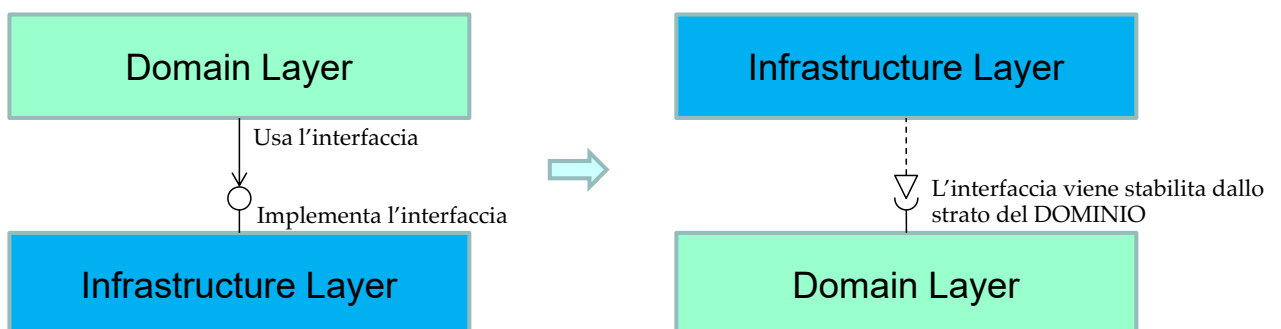 Domain Layer
Usa l’interfaccia
Implementa l’interfaccia
Infrastructure Layer
Infrastructure Layer
L’interfaccia viene stabilita dallo
strato del DOMINIO
Domain Layer